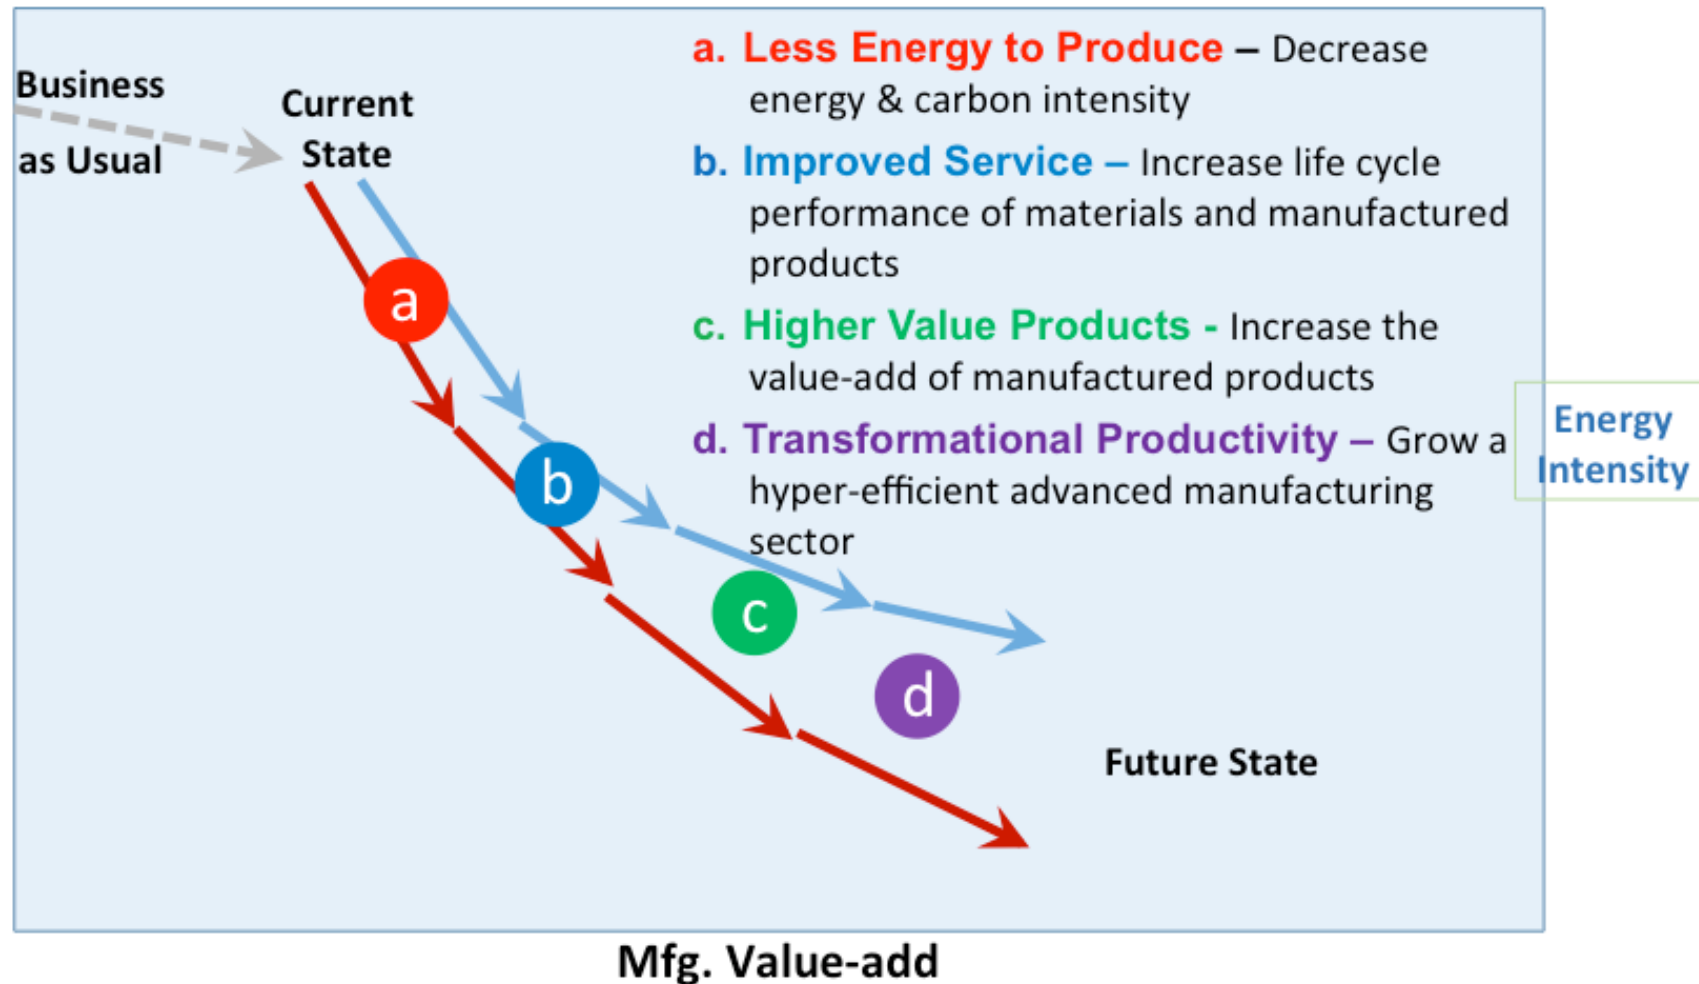 Business
as Usual
Current
State
a. Less Energy to Produce – Decrease
energy & carbon intensity
b. Improved Service – Increase life cycle
performance of materials and manufactured
products
c. Higher Value Products - Increase the
value-add of manufactured products
d. Transformational Productivity – Grow a
hyper-efficient advanced manufacturing
sector
Energy
Intensity
a
b
c
d
Future State
Mfg. Value-add